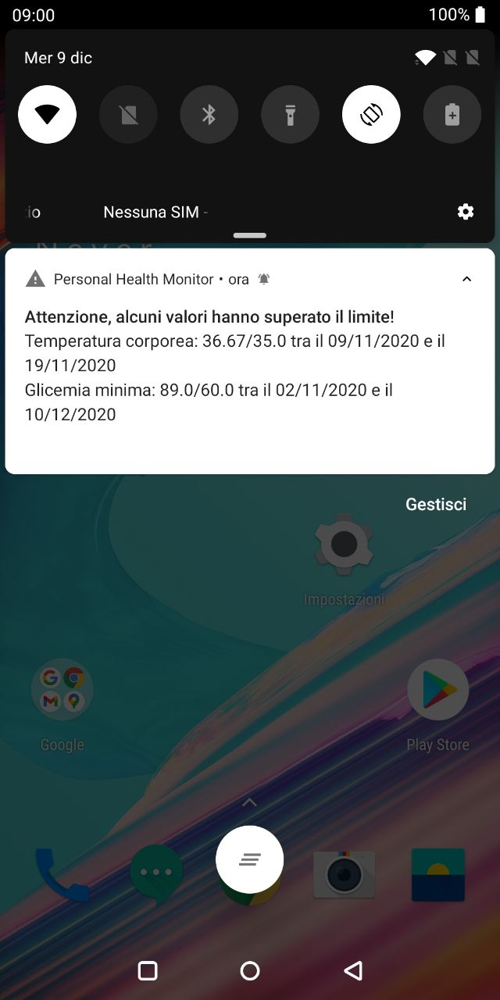 09:00
100%
Mer 9 dic
io
Nessuna SIM -
Personal Health Monitor • ora
Attenzione, alcuni valori hanno superato il limite!
Temperatura corporea: 36.67/35.0 tra il 09/11/2020 e il
19/11/2020
Glicemia minima: 89.0/60.0 tra il 02/11/2020 e il
10/12/2020
Gestisci
Impostazioni
Google
Play Store